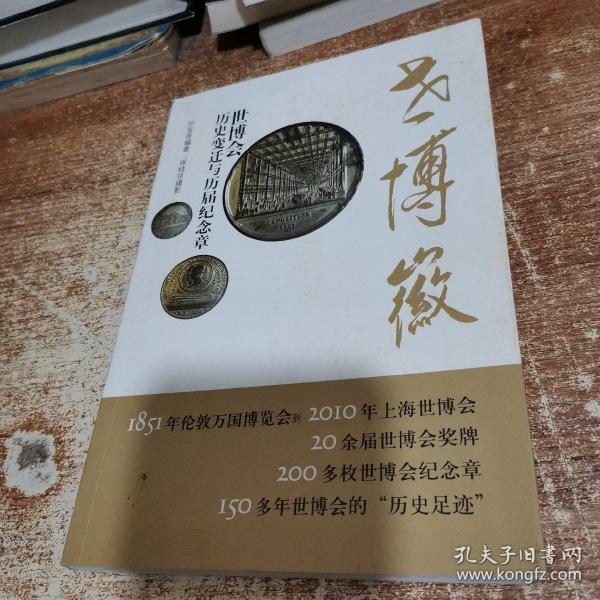 世博徽
世博会
历史变迁与历届纪念章
EXPOSITION
1851年伦敦万国博览会到2010年上海世博会
20余届世博会奖牌
200多枚世博会纪念章
150多年世博会的“历史足迹”
孔夫子旧书网
www.kongfz.com